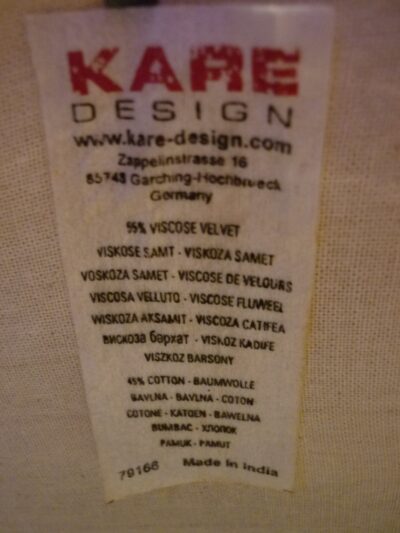 KARE
DESIGN
www.kare-design.com
Zeppelinstrasse 16
85748 Garching-Hochbrueck
Germany
55% VISCOSE VELVET
VISKOSE SAMT - VISKOZA SAMET
VOSKOZA SAMET - VISCOSE DE VELOURS
VISCOSA VELLUTO - VISCOSE FLUWEEL
WISKOZA AKSAMIT - VISCOZA CATIFEA
вискоза бархат - VISKOZ KADIFE
VISZKOZ BARSONY
45% COTTON - BAUMWOLLE
BAVLNA - BAVLNA - COTON
COTONE - KATOEN - BAWELNA
BUMBAC - ХЛОПОК
PAMUK - PAMUT
79166 Made in India